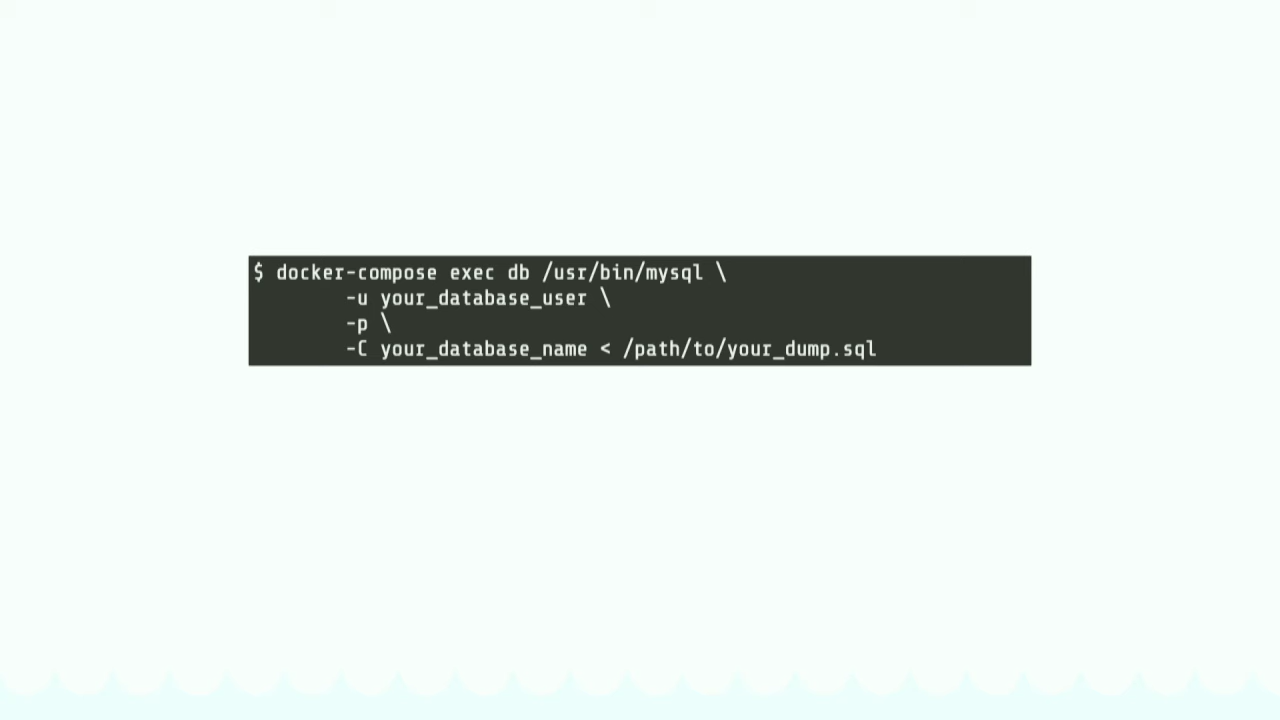 $ docker-compose exec db /usr/bin/mysql \
-u your_database_user \
-p \
-C your_database_name < /path/to/your_dump.sql